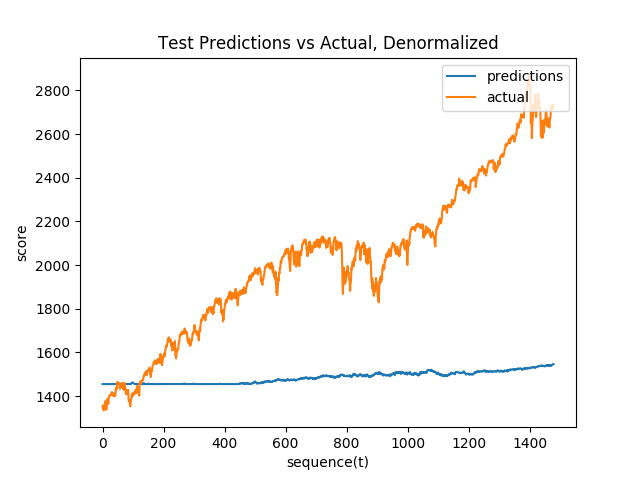 Test Predictions vs Actual, Denormalized
predictions
actual
score
2800
2600
2400
2200
2000
1800
1600
1400
0 200 400 600 800 1000 1200 1400
sequence(t)